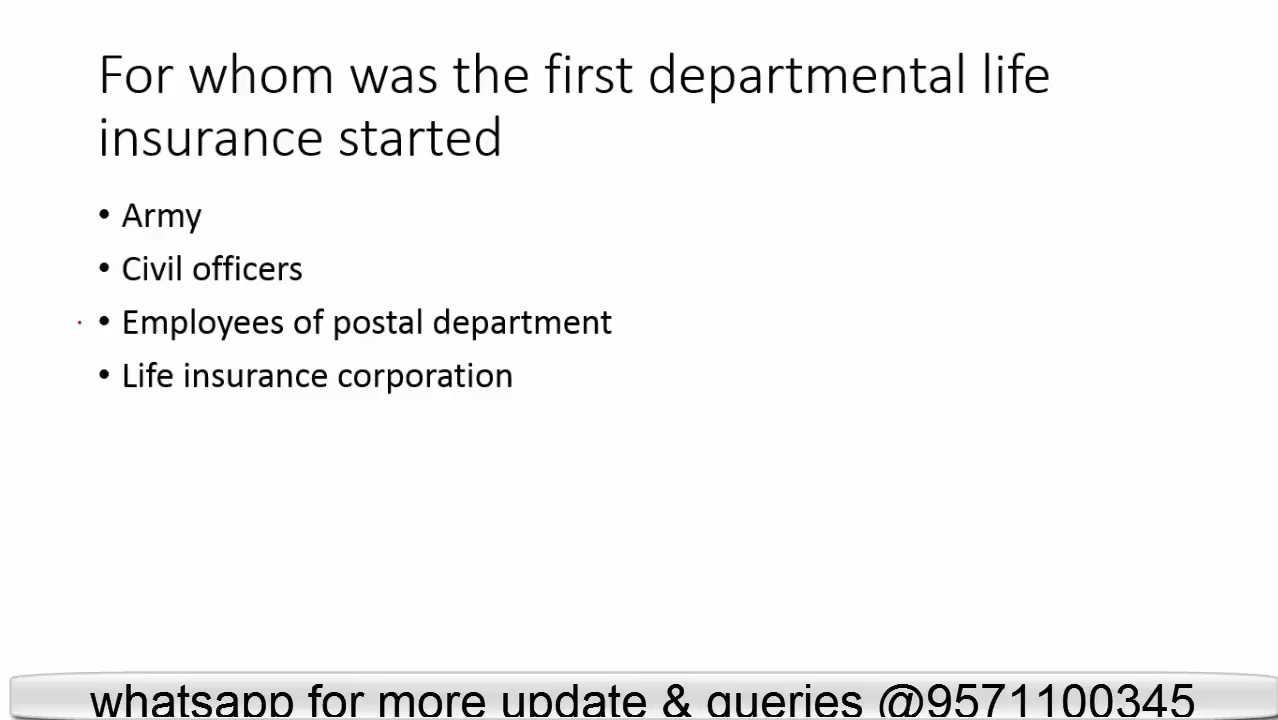 For whom was the first departmental life
insurance started
• Army
• Civil officers
• Employees of postal department
• Life insurance corporation
whatsapp for more update & queries @9571100345